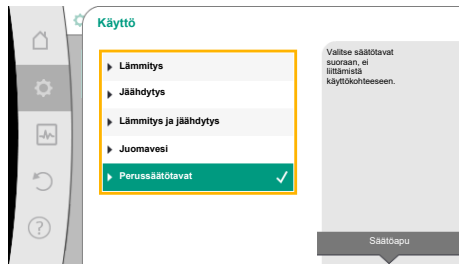 Käyttö
Lämmitys
Jäähdytys
Lämmitys ja jäähdytys
Juomavesi
Perussäätötavat
Valitse säätötavat
suoraan, ei
liittämistä
käyttökohteeseen.
Säätöapu